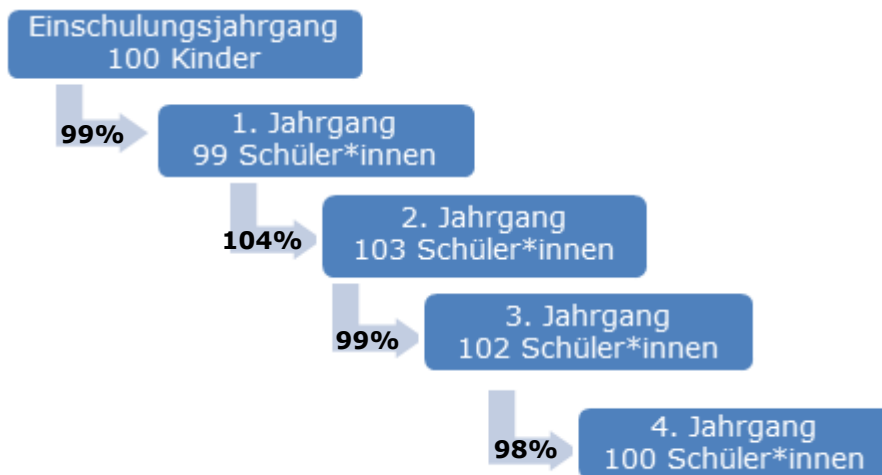 Einschulungsjahrgang
100 Kinder
99%
1. Jahrgang
99 Schüler*innen
104%
2. Jahrgang
103 Schüler*innen
99%
3. Jahrgang
102 Schüler*innen
98%
4. Jahrgang
100 Schüler*innen